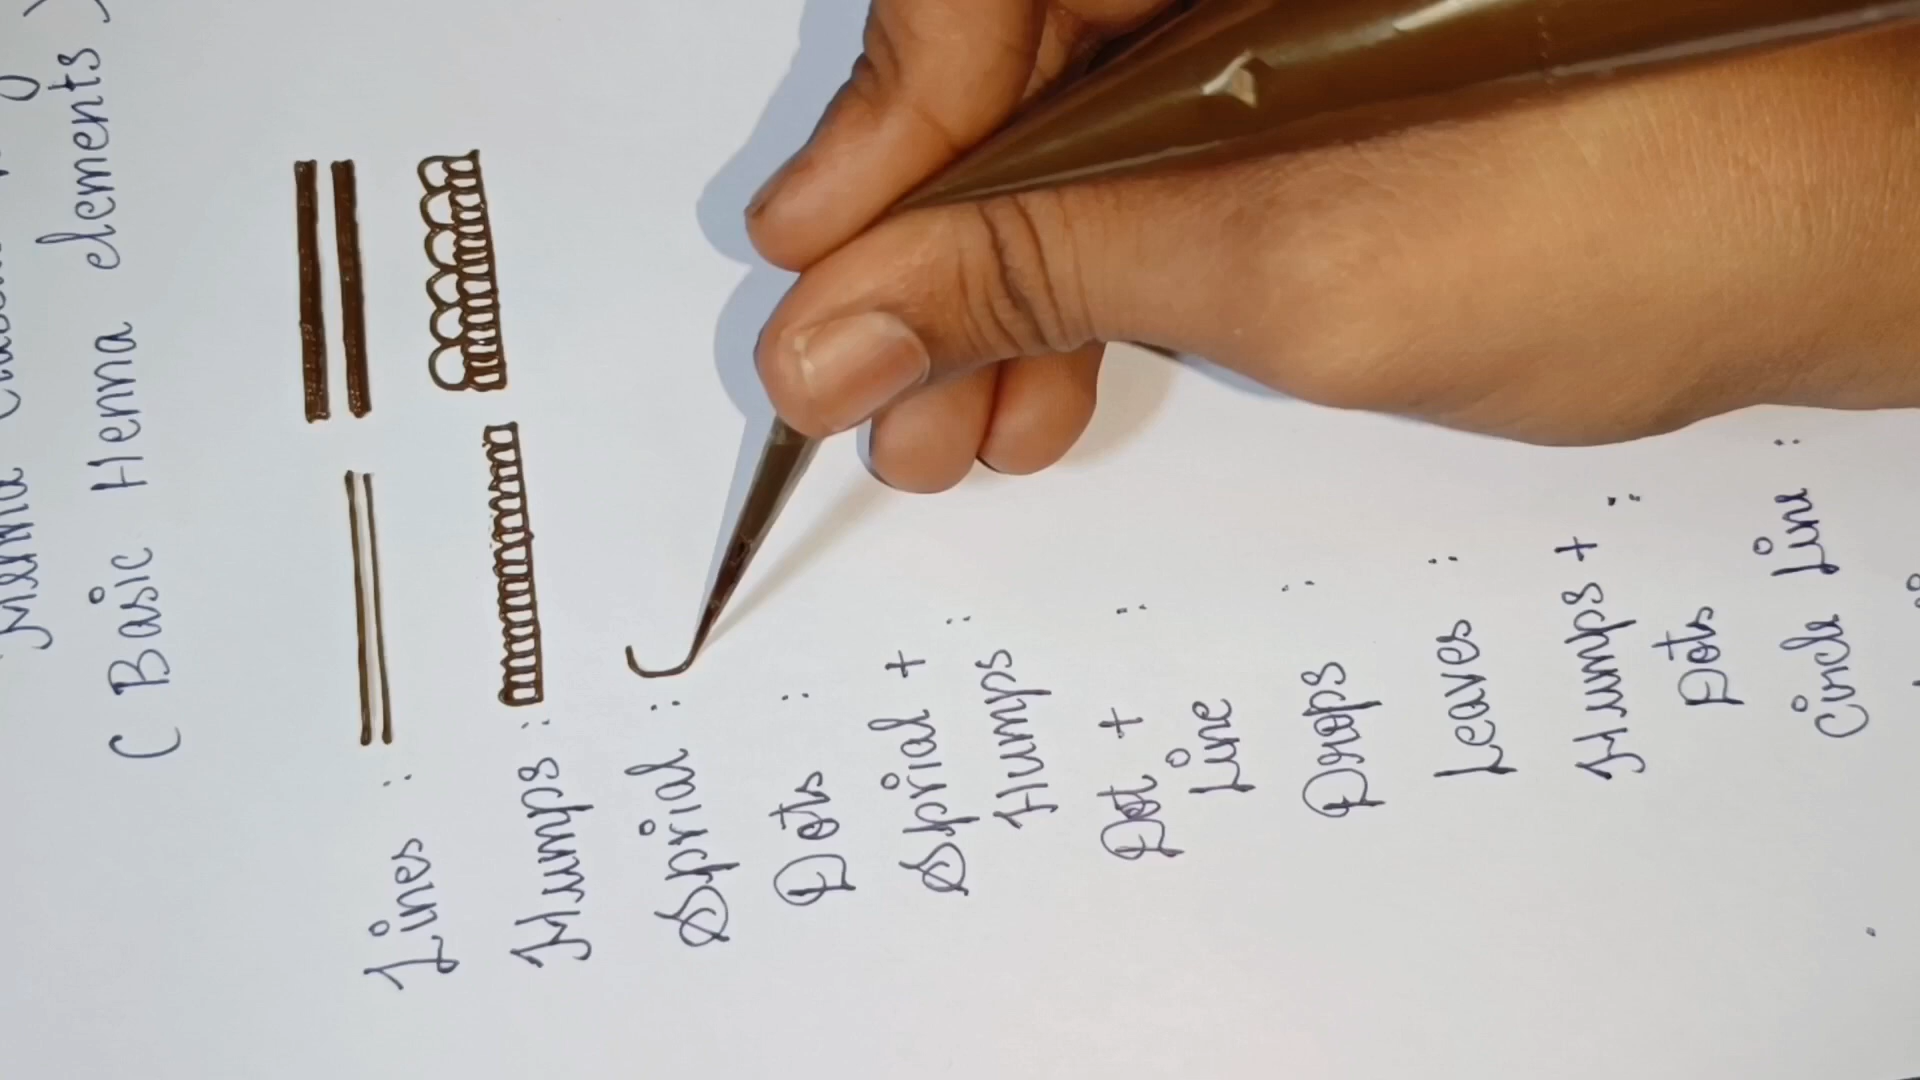 (Basic Henna elements)
Lines :
Humps :
Sprial :
Dots :
Sprial + :
Humps
Dot + :
Line
Drops :
Leaves :
Humps + :
Dots
Circle Line :